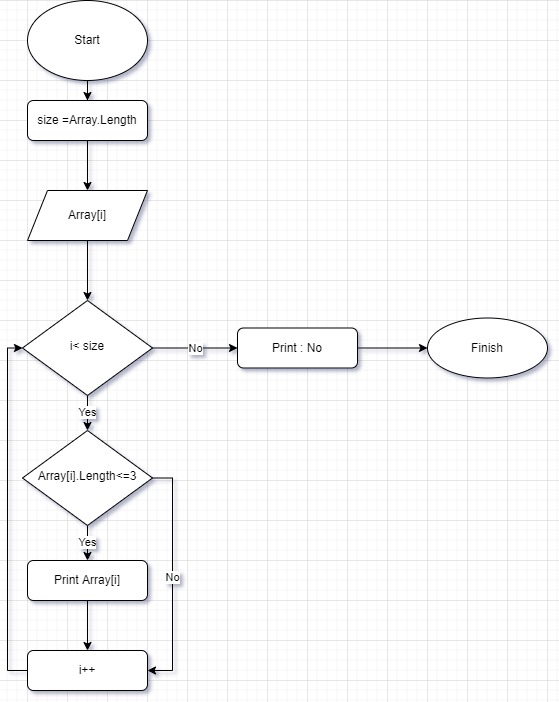 Start
size =Array.Length
Array[i]
i< size
No
Print : No
Finish
Yes
Array[i].Length<=3
Yes
No
Print Array[i]
i++